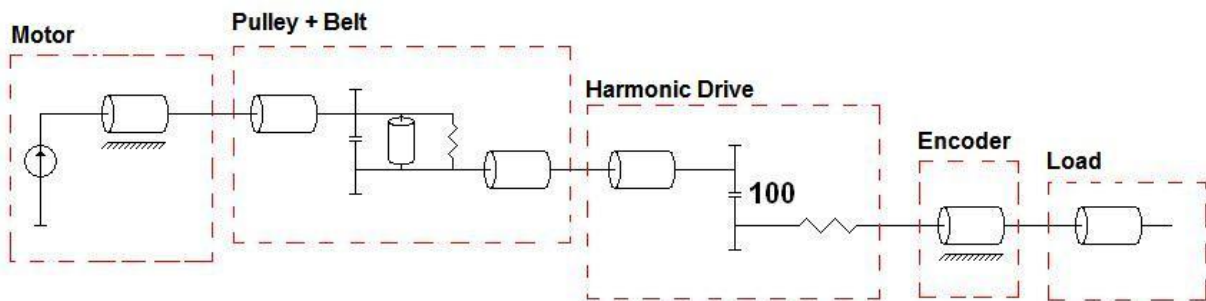 Motor
Pulley + Belt
Harmonic Drive
100
Encoder
Load